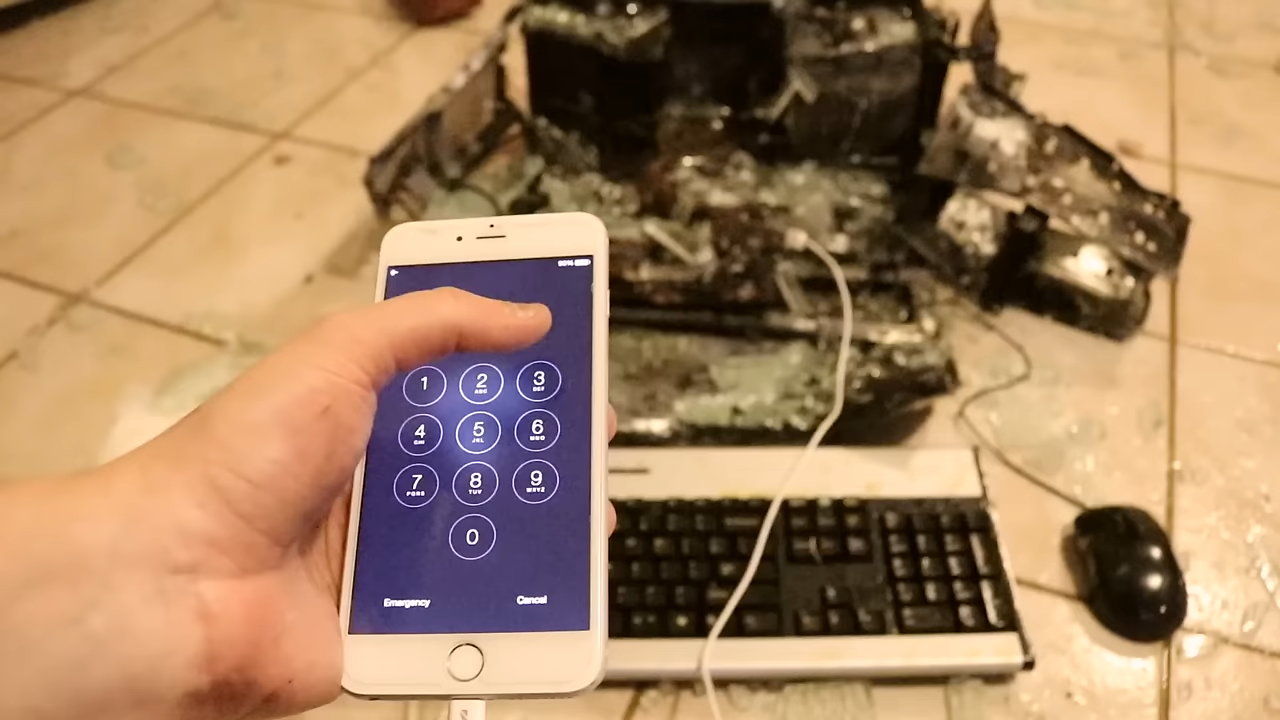 1
2 ABC
3 DEF
4 GHI
5 JKL
6 MNO
7 PQRS
8 TUV
9 WXYZ
0
Emergency
Cancel